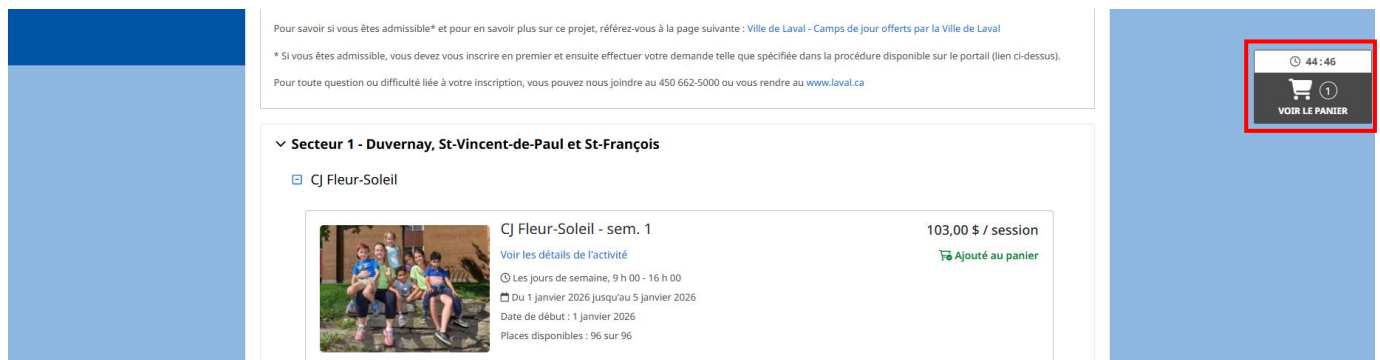 Pour savoir si vous êtes admissible* et pour en savoir plus sur ce projet, référez-vous à la page suivante : Ville de Laval - Camps de jour offerts par la Ville de Laval
* Si vous êtes admissible, vous devez vous inscrire en premier et ensuite effectuer votre demande telle que spécifiée dans la procédure disponible sur le portail (lien ci-dessus).
Pour toute question ou difficulté liée à votre inscription, vous pouvez nous joindre au 450 662-5000 ou vous rendre au www.laval.ca
44:46
1
VOIR LE PANIER
Secteur 1 - Duvernay, St-Vincent-de-Paul et St-François
CJ Fleur-Soleil
CJ Fleur-Soleil - sem. 1
103,00 $ / session
Voir les détails de l'activité
Ajouté au panier
Les jours de semaine, 9 h 00 - 16 h 00
Du 1 janvier 2026 jusqu'au 5 janvier 2026
Date de début : 1 janvier 2026
Places disponibles : 96 sur 96